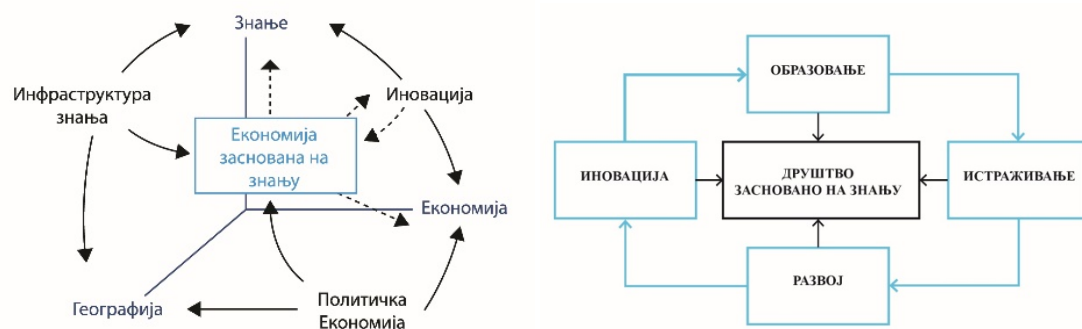 Знање
Инфраструктура
знања
Иновација
Економија
заснована на
знању
Економија
Географија
Политичка
Економија
ОБРАЗОВАЊЕ
ИНОВАЦИЈА
ДРУШТВО
ЗАСНОВАНО НА ЗНАЊУ
ИСТРАЖИВАЊЕ
РАЗВОЈ